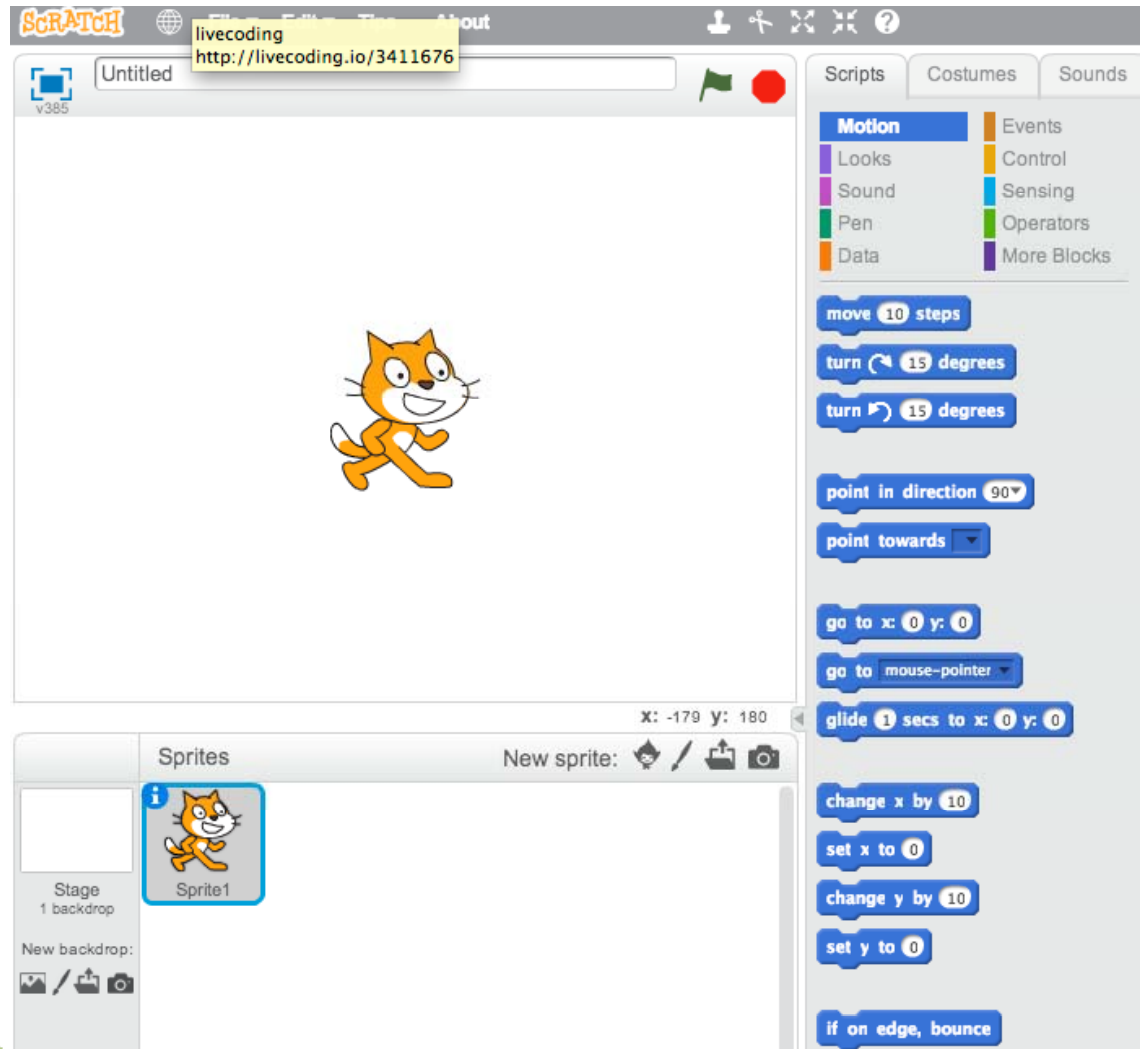 SCRATCH
livecoding
http://livecoding.io/3411676
About
v385
Untitled
x: -179 y: 180
Sprites
New sprite:
Stage
1 backdrop
New backdrop:
Sprite1
Scripts
Costumes
Sounds
Motion
Looks
Sound
Pen
Data
Events
Control
Sensing
Operators
More Blocks
move 10 steps
turn 15 degrees
turn 15 degrees
point in direction 90
point towards
go to x: 0 y: 0
go to mouse-pointer
glide 1 secs to x: 0 y: 0
change x by 10
set x to 0
change y by 10
set y to 0
if on edge, bounce